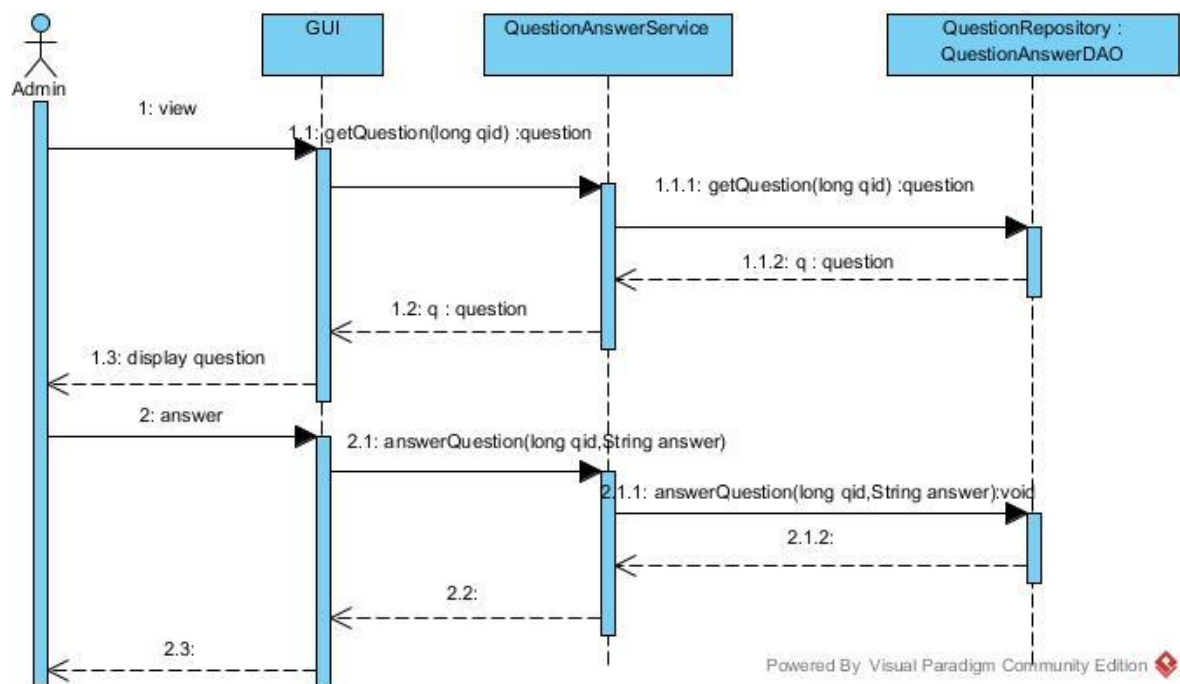 GUI
QuestionAnswerService
QuestionRepository :
QuestionAnswerDAO
Admin
1: view
1.1: getQuestion(long qid) :question
1.1.1: getQuestion(long qid) :question
1.1.2: q : question
1.2: q : question
1.3: display question
2: answer
2.1: answerQuestion(long qid,String answer)
2.1.1: answerQuestion(long qid,String answer):void
2.1.2:
2.2:
2.3:
Powered By Visual Paradigm Community Edition